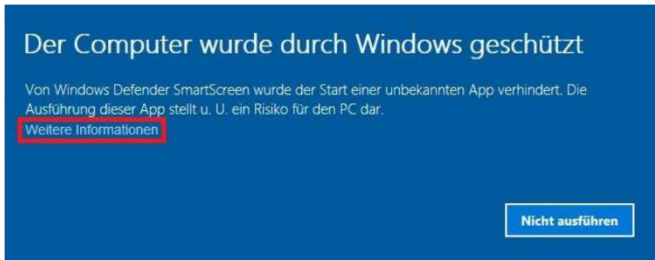 Der Computer wurde durch Windows geschützt
Von Windows Defender SmartScreen wurde der Start einer unbekannten App verhindert. Die
Ausführung dieser App stellt u. U. ein Risiko für den PC dar.
Weitere Informationen
Nicht ausführen